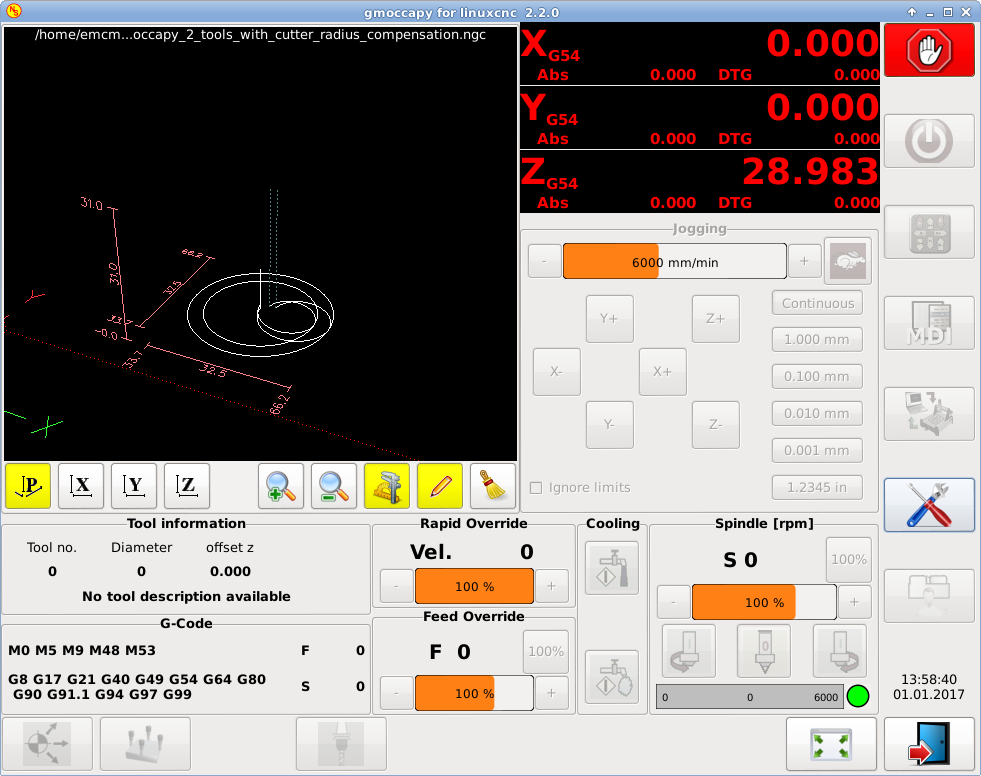 gmoccapy for linuxcnc 2.2.0
/home/emcm...occapy_2_tools_with_cutter_radius_compensation.ngc
31.0
31.0
66.2
32.5
33.7
-0.0
33.7
32.5
66.2
Y
X
X G54 0.000
Abs 0.000 DTG 0.000
Y G54 0.000
Abs 0.000 DTG 0.000
Z G54 28.983
Abs 0.000 DTG 0.000
Jogging
- 6000 mm/min +
Continuous
Y+ Z+
1.000 mm
X- X+
0.100 mm
0.010 mm
Y- Z-
0.001 mm
Ignore limits
1.2345 in
MDI
P X Y Z
Tool information
Tool no. Diameter offset z
0 0 0.000
No tool description available
G-Code
M0 M5 M9 M48 M53 F 0
G8 G17 G21 G40 G49 G54 G64 G80 S 0
G90 G91.1 G94 G97 G99
Rapid Override
Vel. 0
- 100 % +
Feed Override
F 0 100%
- 100 % +
Cooling
Spindle [rpm]
S 0 100%
- 100 % +
0
0 0 6000
13:58:40
01.01.2017